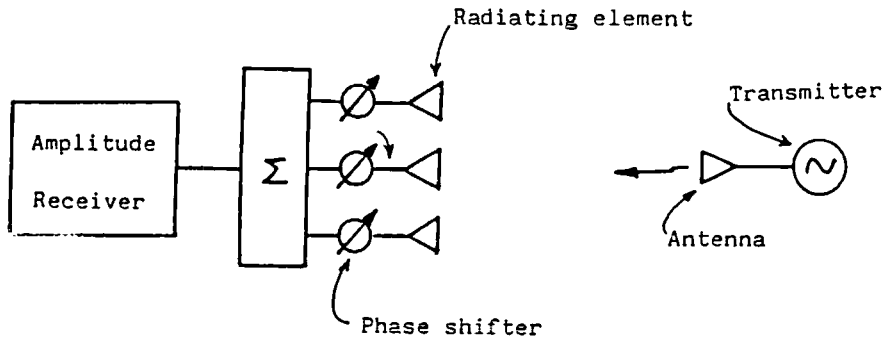 Radiating element
Transmitter
Amplitude
Receiver
Σ
Antenna
Phase shifter